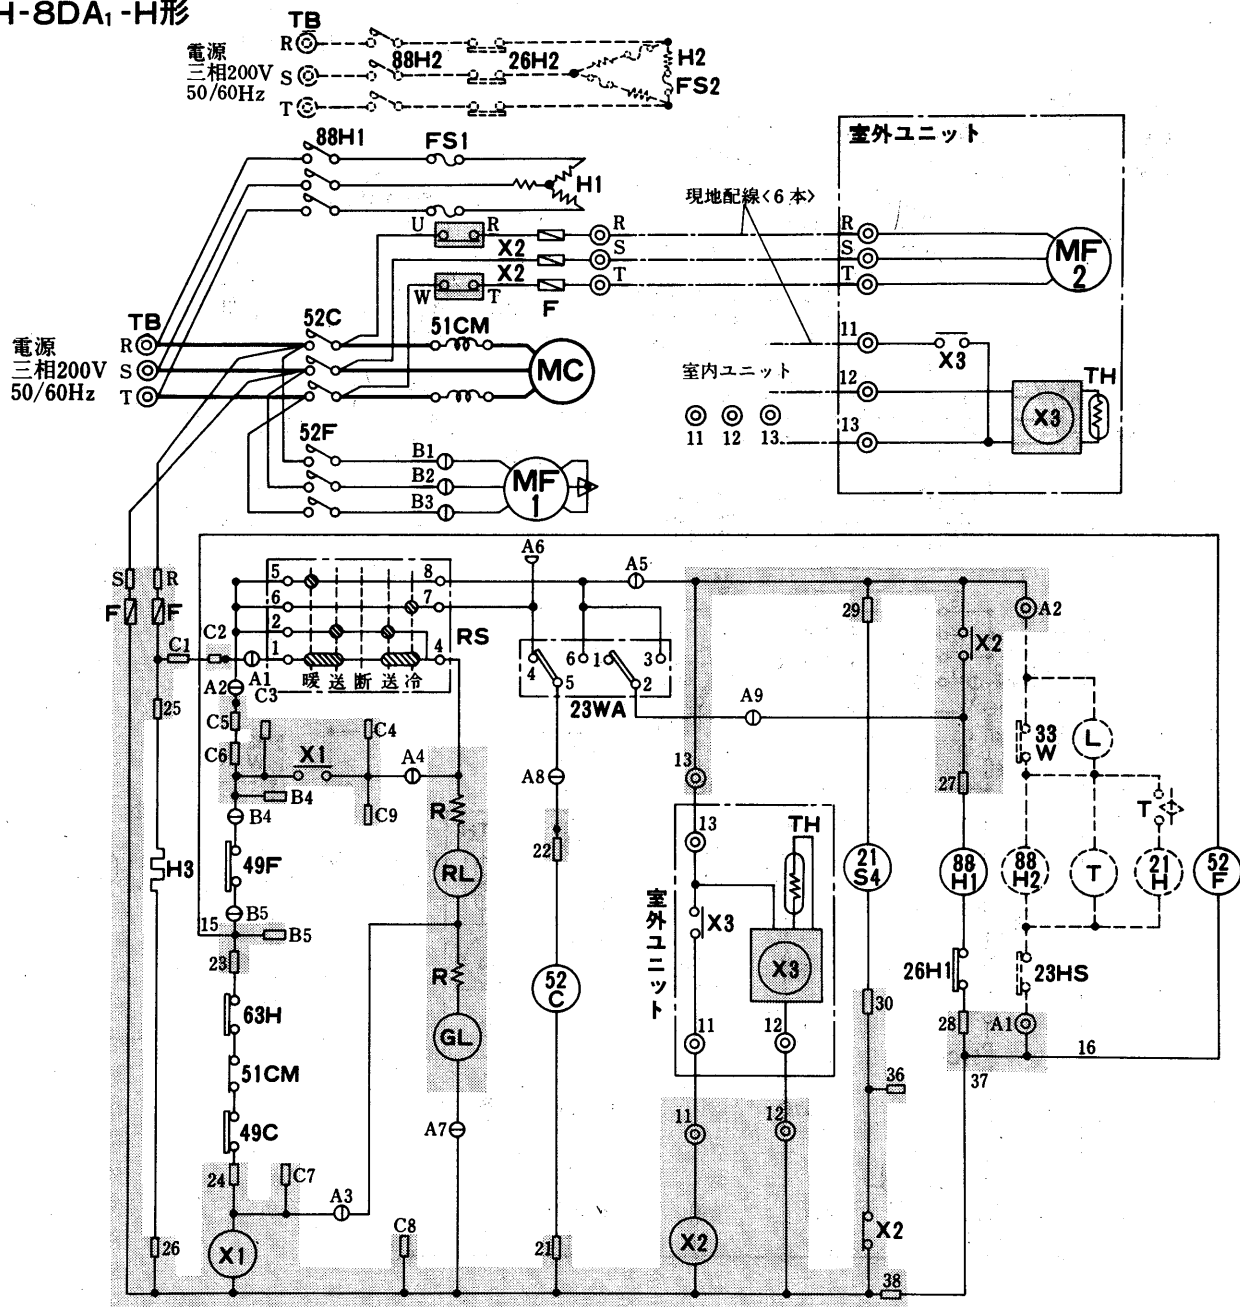 H-8DA₁-H形
TB
電源
三相200V
50/60Hz
R
S
T
88H2
26H2
H2
FS2
88H1
FS1
H1
室外ユニット
現地配線<6本>
U
R
X2
X2
W
T
F
R
S
T
R
S
T
MF
2
TB
電源
三相200V
50/60Hz
R
S
T
52C
51CM
MC
11
X3
室内ユニット
12
TH
X3
11
12
13
13
52F
B1
B2
B3
MF
1
S
R
F
F
5
6
2
1
8
7
4
RS
暖
送
断
送
冷
A6
A5
C1
C2
A1
A2
C3
4
5
6
1
3
2
23WA
29
X2
A2
A9
25
C5
C6
X1
C4
A4
B4
C9
B4
A8
13
27
33
W
L
T
R
H3
49F
RL
22
13
TH
21
S4
88
H1
88
H2
T
21
H
52
F
B5
15
B5
23
室外ユニット
X3
X3
R
52
C
26H1
23HS
63H
GL
11
12
30
28
A1
16
51CM
36
37
49C
A7
11
12
24
C7
A3
X1
C8
26
21
X2
X2
38